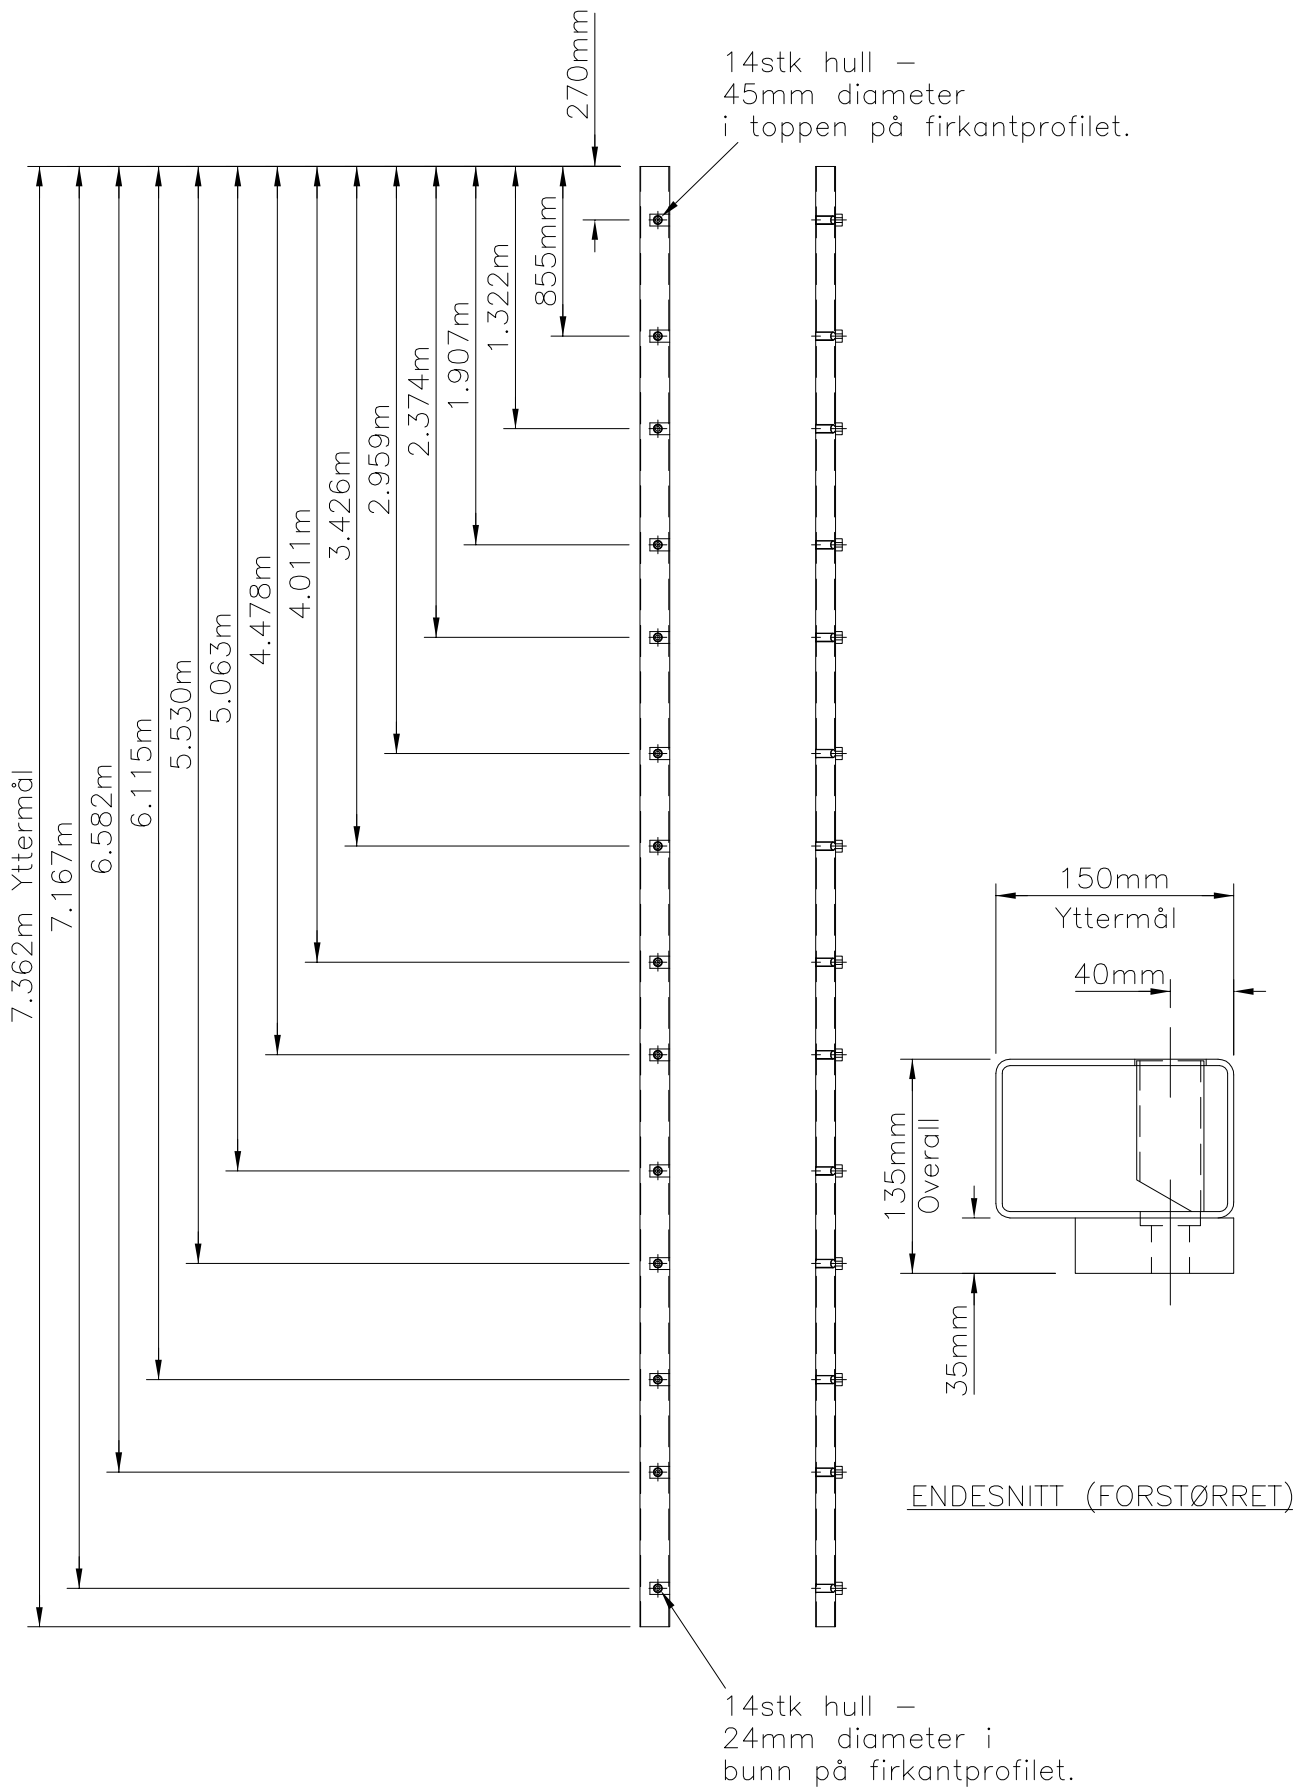 270mm
14stk hull –
45mm diameter
i toppen på firkantprofilet.
855mm
1.322m
1.907m
2.374m
2.959m
3.426m
4.011m
4.478m
5.063m
5.530m
6.115m
6.582m
7.167m
7.362m Yttermål
150mm
Yttermål
40mm
135mm
Overall
35mm
ENDESNITT (FORSTØRRET)
14stk hull –
24mm diameter i
bunn på firkantprofilet.